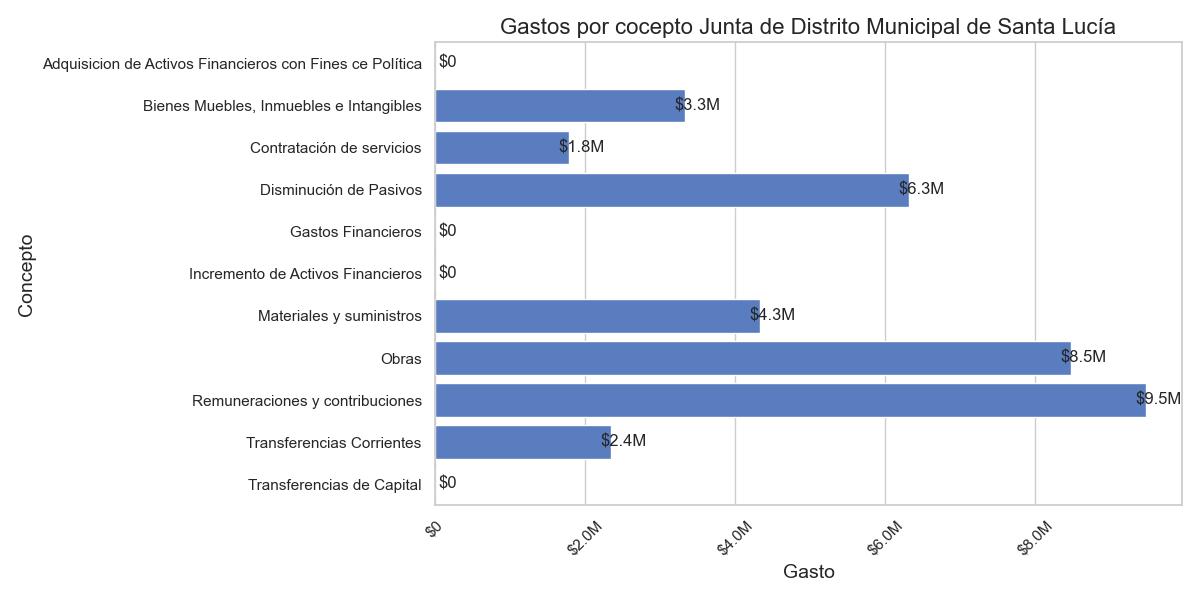 Gastos por cocepto Junta de Distrito Municipal de Santa Lucía
Concepto
Adquisicion de Activos Financieros con Fines ce Política $0
Bienes Muebles, Inmuebles e Intangibles $3.3M
Contratación de servicios $1.8M
Disminución de Pasivos $6.3M
Gastos Financieros $0
Incremento de Activos Financieros $0
Materiales y suministros $4.3M
Obras $8.5M
Remuneraciones y contribuciones $9.5M
Transferencias Corrientes $2.4M
Transferencias de Capital $0
$0 $2.0M $4.0M $6.0M $8.0M
Gasto